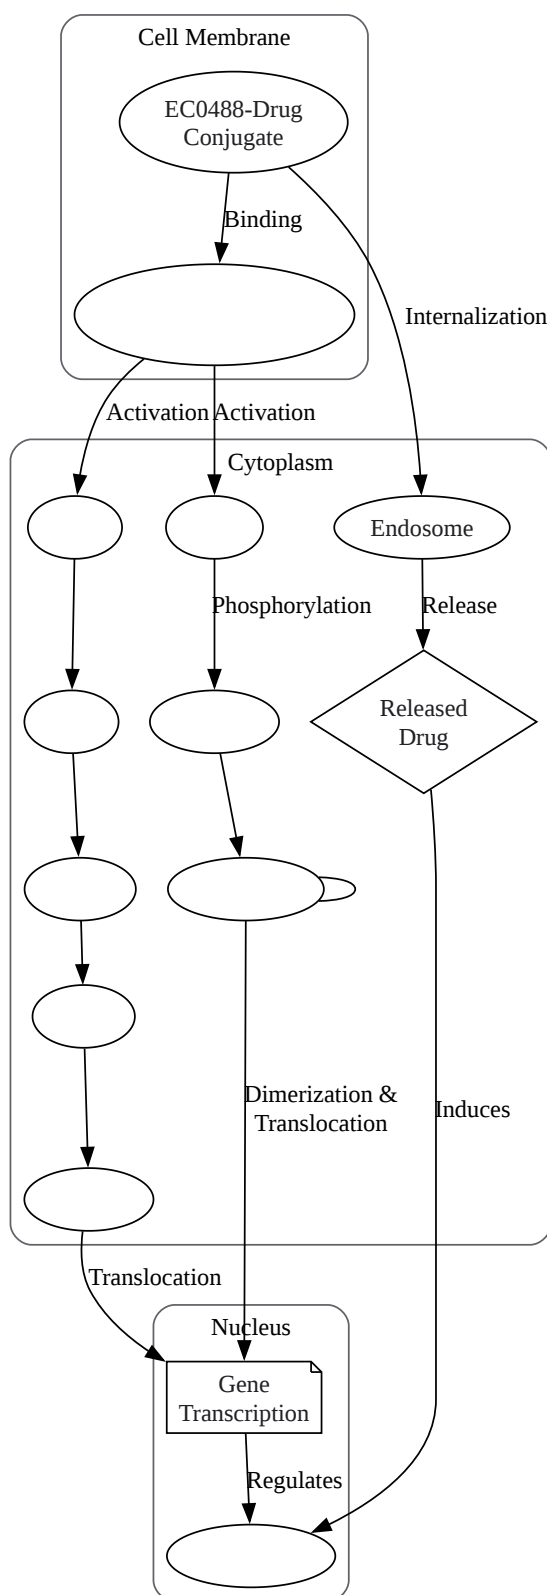 Cell Membrane
EC0488-Drug
Conjugate
Binding
Internalization
Activation
Activation
Cytoplasm
Endosome
Phosphorylation
Release
Released
Drug
Dimerization &
Translocation
Induces
Translocation
Nucleus
Gene
Transcription
Regulates